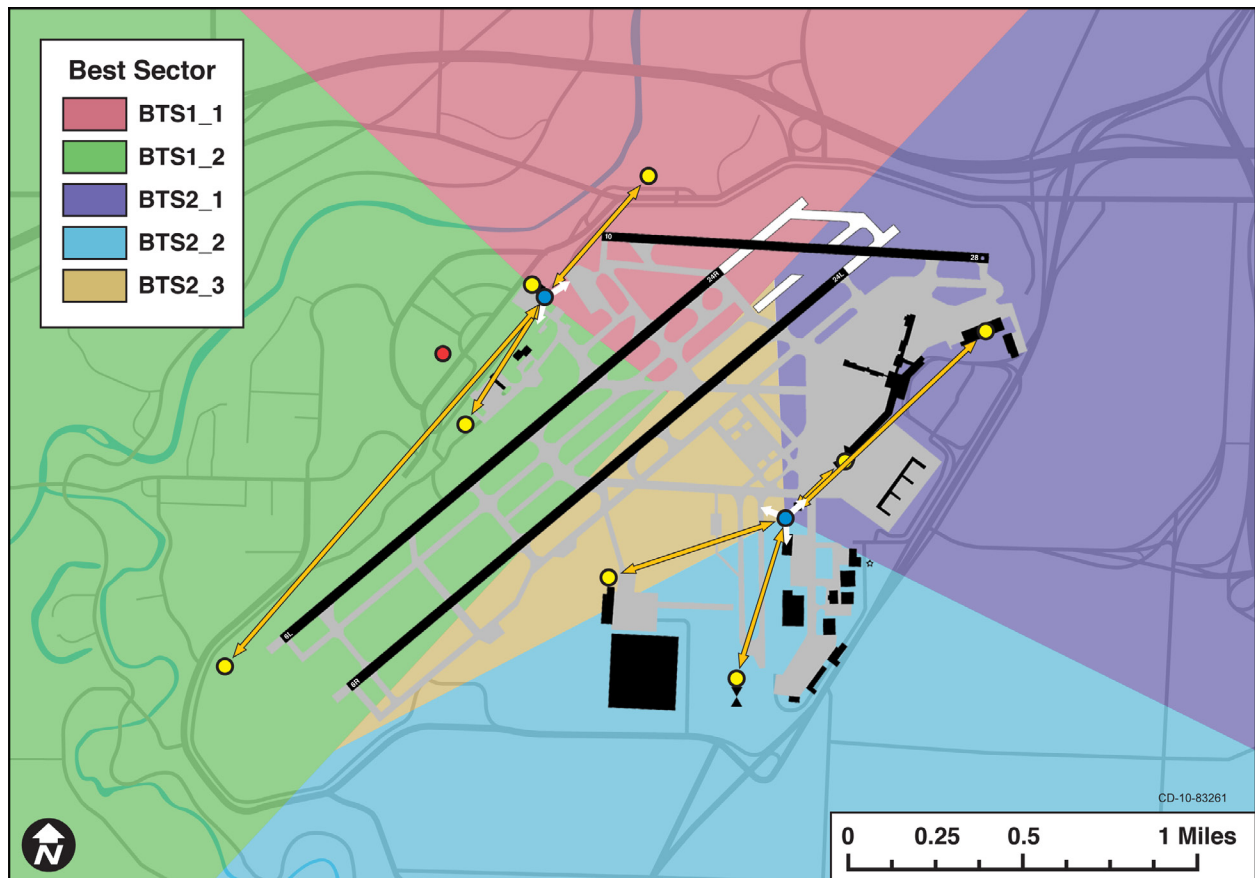 Best Sector
BTS1_1
BTS1_2
BTS2_1
BTS2_2
BTS2_3
10
28
24R
24L
6L
6R
N
CD-10-83261
0 0.25 0.5 1 Miles